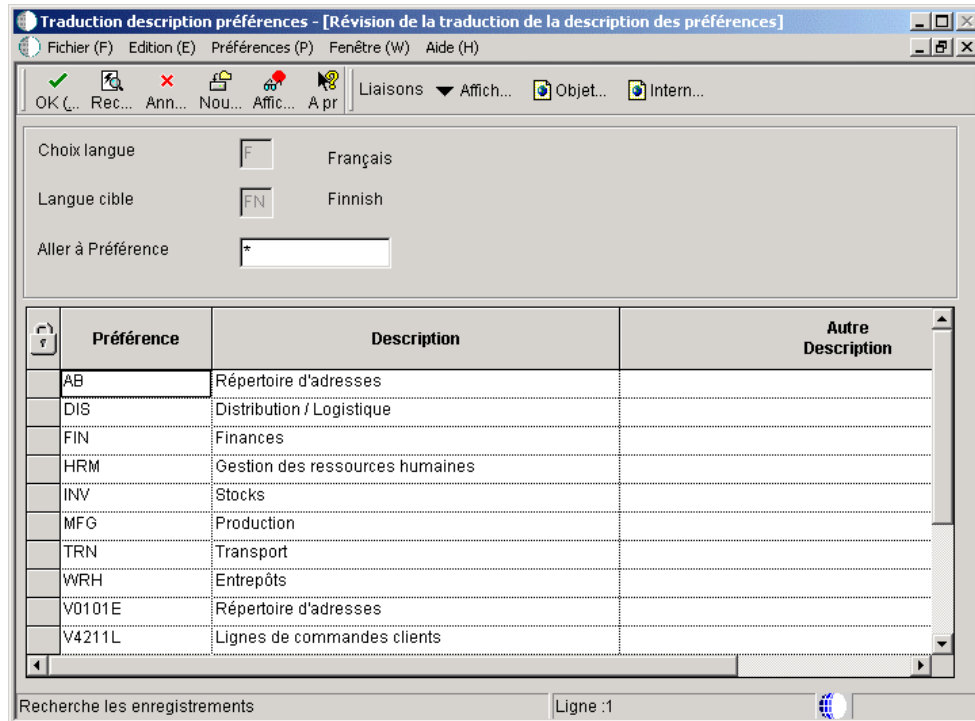 Traduction description préférences - [Révision de la traduction de la description des préférences]
Fichier (F) Edition (E) Préférences (P) Fenêtre (W) Aide (H)
OK (... Rec... Ann... Nou... Affic... A pr Liaisons Affich... Objet... Intern...
Choix langue F Français
Langue cible FN Finnish
Aller à Préférence *
Préférence Description Autre Description
AB Répertoire d'adresses
DIS Distribution / Logistique
FIN Finances
HRM Gestion des ressources humaines
INV Stocks
MFG Production
TRN Transport
WRH Entrepôts
V0101E Répertoire d'adresses
V4211L Lignes de commandes clients
Recherche les enregistrements Ligne :1